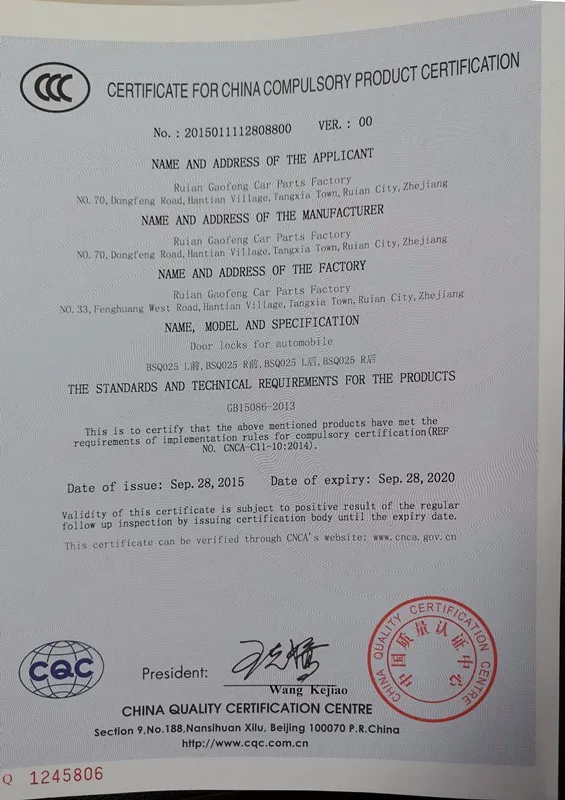 CCC
CERTIFICATE FOR CHINA COMPULSORY PRODUCT CERTIFICATION
No.: 2015011112808800 VER.: 00
NAME AND ADDRESS OF THE APPLICANT
Ruian Gaofeng Car Parts Factory
NO. 70, Dongfeng Road, Hantian Village, Tangxia Town, Ruian City, Zhejiang
NAME AND ADDRESS OF THE MANUFACTURER
Ruian Gaofeng Car Parts Factory
NO. 70, Dongfeng Road, Hantian Village, Tangxia Town, Ruian City, Zhejiang
NAME AND ADDRESS OF THE FACTORY
Ruian Gaofeng Car Parts Factory
NO. 33, Fenghuang West Road, Hantian Village, Tangxia Town, Ruian City, Zhejiang
NAME, MODEL AND SPECIFICATION
Door locks for automobile
BSQ025 L前, BSQ025 R前, BSQ025 L后, BSQ025 R后
THE STANDARDS AND TECHNICAL REQUIREMENTS FOR THE PRODUCTS
GB15086-2013
This is to certify that the above mentioned products have met the
requirements of implementation rules for compulsory certification(REF
NO. CNCA-C11-10:2014).
Date of issue: Sep. 28, 2015 Date of expiry: Sep. 28, 2020
Validity of this certificate is subject to positive result of the regular
follow up inspection by issuing certification body until the expiry date.
This certificate can be verified through CNCA's website: www.cnca.gov.cn
CHINA QUALITY CERTIFICATION CENTRE
中国质量认证中心
CQC
President: 王克娇
Wang Kejiao
CHINA QUALITY CERTIFICATION CENTRE
Section 9, No.188, Nansihuan Xilu, Beijing 100070 P.R.China
http://www.cqc.com.cn
Q 1245806